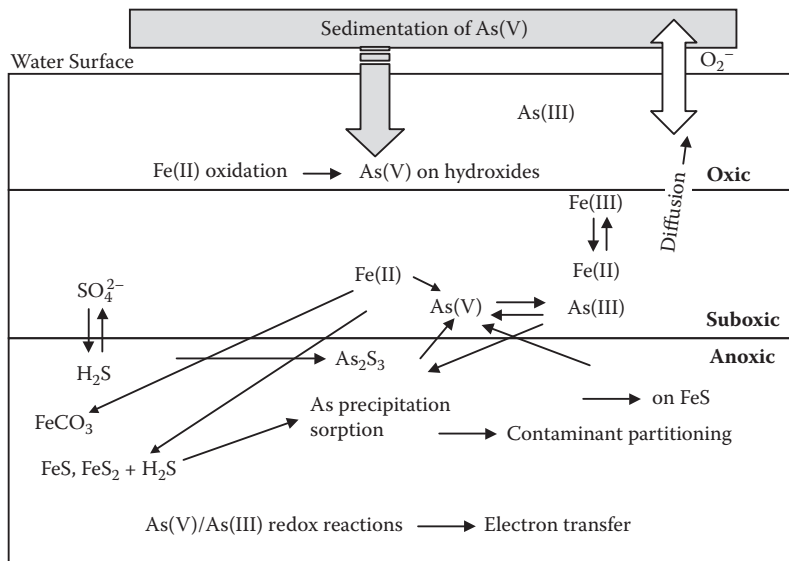 Sedimentation of As(V)
Water Surface
O₂⁻
As(III)
Fe(II) oxidation
As(V) on hydroxides
Oxic
Fe(III)
Diffusion
Fe(II)
Fe(II)
SO₄²⁻
As(V)
As(III)
Suboxic
Anoxic
H₂S
As₂S₃
on FeS
FeCO₃
As precipitation
sorption
Contaminant partitioning
FeS, FeS₂ + H₂S
As(V)/As(III) redox reactions
Electron transfer